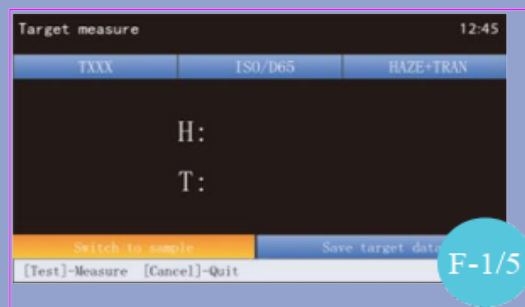 Target measure 12:45
TXXX ISO/D65 HAZE+TRAN
H:
T:
Switch to sample Save target data
[Test]-Measure [Cancel]-Quit
F-1/5